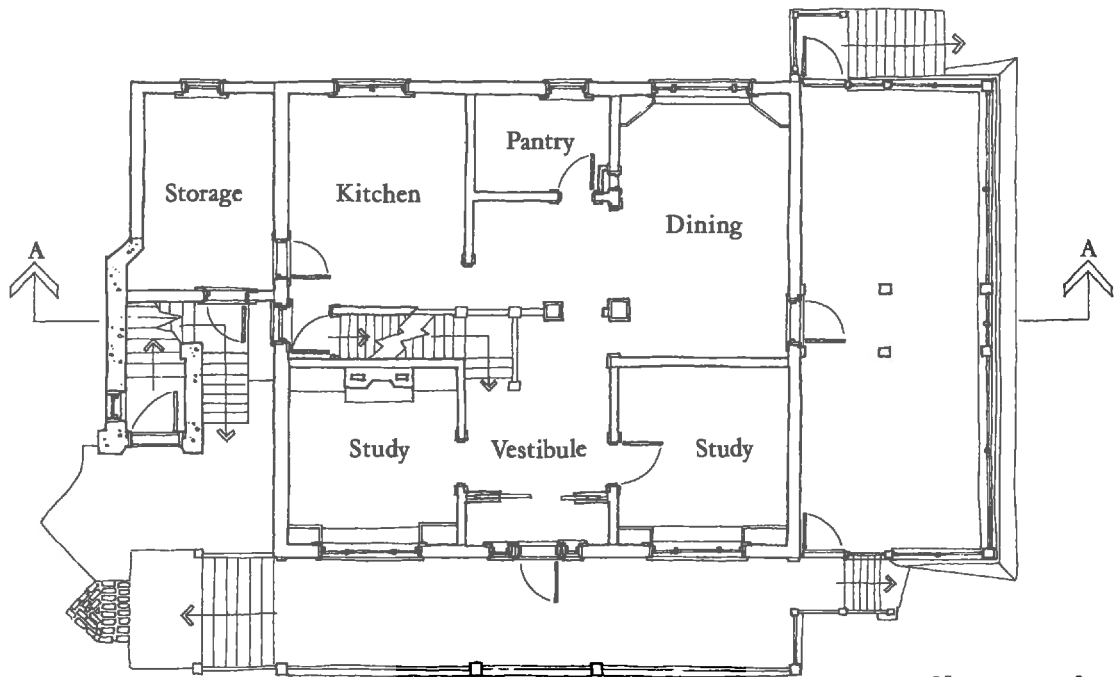 Pantry
Storage
Kitchen
Dining
A
A
Study
Vestibule
Study